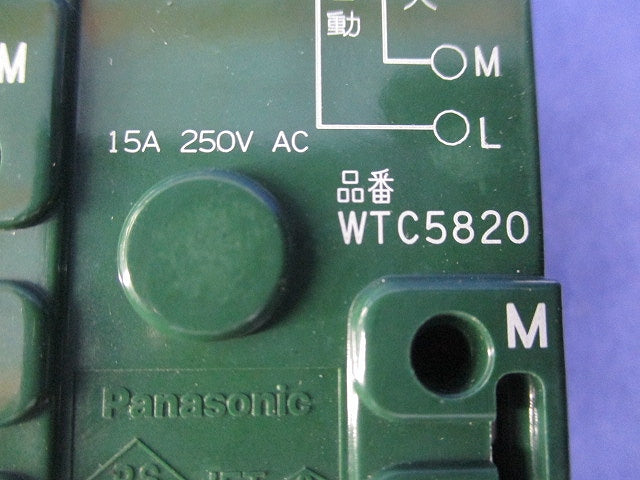 動
M
M
L
15A 250V AC
品番
WTC5820
M
Panasonic